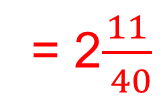 = 2 11/40